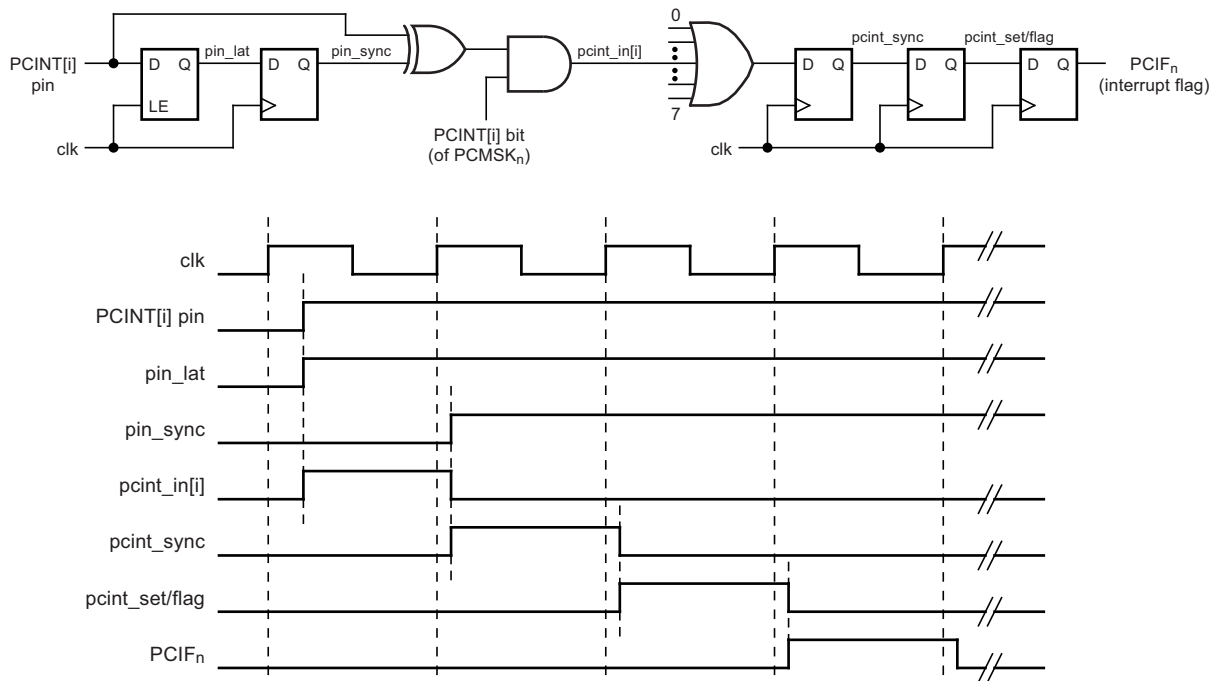 0
pin_lat
pin_sync
pcint_in[i]
pcint_sync
pcint_set/flag
PCINT[i]
pin
D Q
LE
D Q
D Q
D Q
D Q
PCIFn
(interrupt flag)
7
clk
PCINT[i] bit
(of PCMSKn)
clk
clk
PCINT[i] pin
pin_lat
pin_sync
pcint_in[i]
pcint_sync
pcint_set/flag
PCIFn